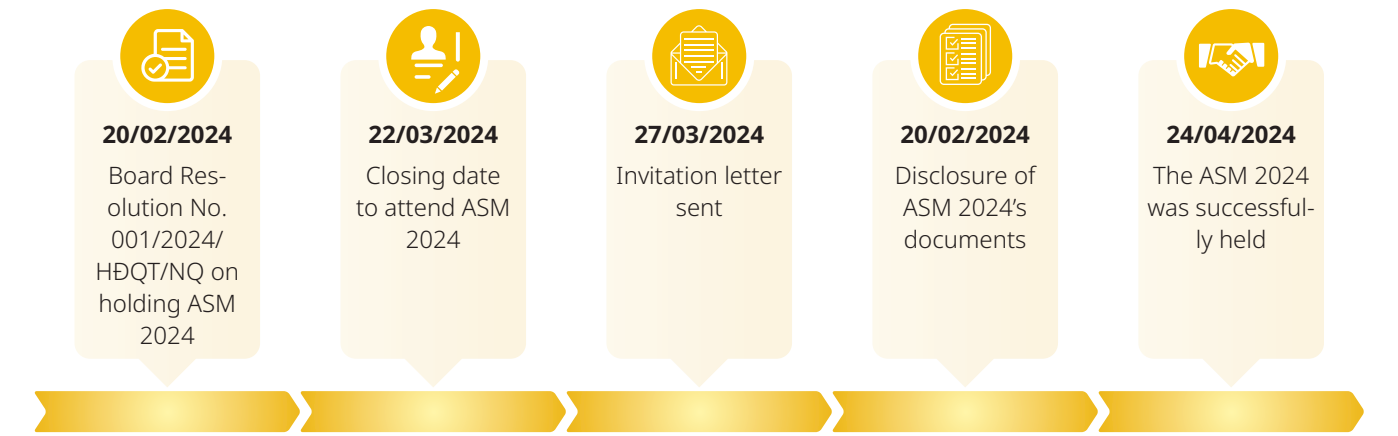 20/02/2024
Board Res-
olution No.
001/2024/
HĐQT/NQ on
holding ASM
2024
22/03/2024
Closing date
to attend ASM
2024
27/03/2024
Invitation letter
sent
20/02/2024
Disclosure of
ASM 2024’s
documents
24/04/2024
The ASM 2024
was successful-
ly held